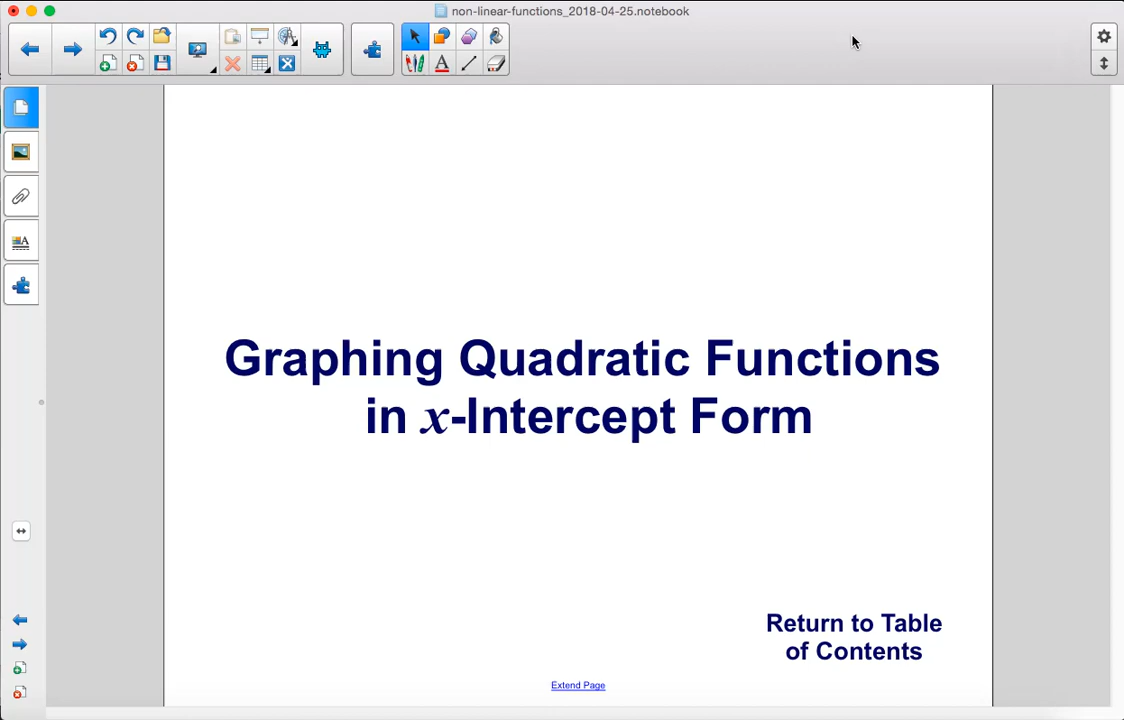 non-linear-functions_2018-04-25.notebook
Graphing Quadratic Functions
in x-Intercept Form
Return to Table
of Contents
Extend Page